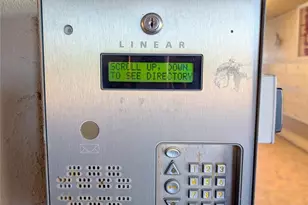 LINEAR
SCROLL UP, DOWN
TO SEE DIRECTORY